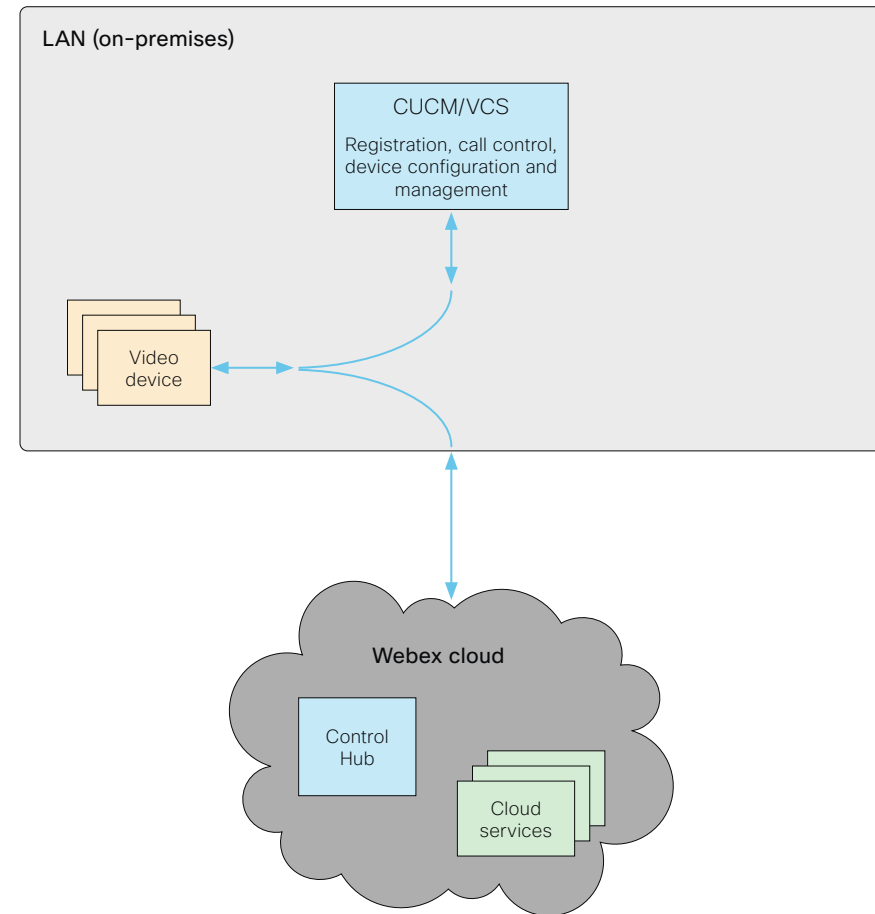 LAN (on-premises)
CUCM/VCS
Registration, call control,
device configuration and
management
Video
device
Webex cloud
Control
Hub
Cloud
services